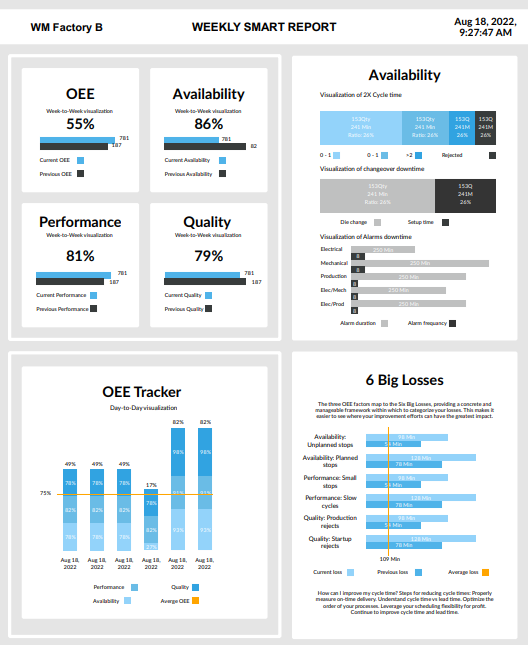 WM Factory B
WEEKLY SMART REPORT
Aug 18, 2022,
9:27:47 AM
OEE
Week-to-Week visualization
55%
781
187
Current OEE
Previous OEE
Availability
Week-to-Week visualization
86%
781
82
Current Availability
Previous Availability
Performance
Week-to-Week visualization
81%
781
187
Current Performance
Previous Performance
Quality
Week-to-Week visualization
79%
781
187
Current Quality
Previous Quality
Availability
Visualization of 2X Cycle time
153Qty 153Qty 153Q 153Q
241 Min 241 Min 241M 241M
Ratio 26% Ratio 26% 26% 26%
0 - 1 0 - 1 >2 Rejected
Visualization of changeover downtime
153Qty 153Q
241 Min 241M
Ratio 26% 26%
Die change Setup time
Visualization of Alarms downtime
Electrical 250 Min
8
Mechanical 250 Min
8
Production 250 Min
8
Elec/Mech 250 Min
8
Elec/Prod 250 Min
8
Alarm duration Alarm frequancy
OEE Tracker
Day-to-Day visualization
82% 82%
49% 49% 49% 98% 98%
78% 78% 78% 17%
75%
78%
82% 82% 82% 82%
78% 78% 78% 93% 93%
Aug 18, Aug 18, Aug 18, Aug 18, Aug 18, Aug 18,
2022 2022 2022 2022 2022 2022
Performance Quality
Availability Averge OEE
6 Big Losses
The three OEE factors map to the Six Big Losses, providing a concrete and
manageable framework within which to categorize your losses. This makes it
easier to see where your improvement efforts can have the greatest impact.
Availability: 98 Min
Unplanned stops
Availability: Planned 128 Min
stops 78 Min
Performance: Small 98 Min
stops
Performance: Slow 128 Min
cycles 78 Min
Quality: Production 98 Min
rejects
Quality: Startup 128 Min
rejects 78 Min
109 Min
Current loss Previous loss Average loss
How can I improve my cycle time? Steps for reducing cycle times: Properly
measure on-time delivery. Understand cycle time vs lead time. Optimize the
order of your processes. Leverage your scheduling flexibility for profit.
Continue to improve cycle time and lead time.